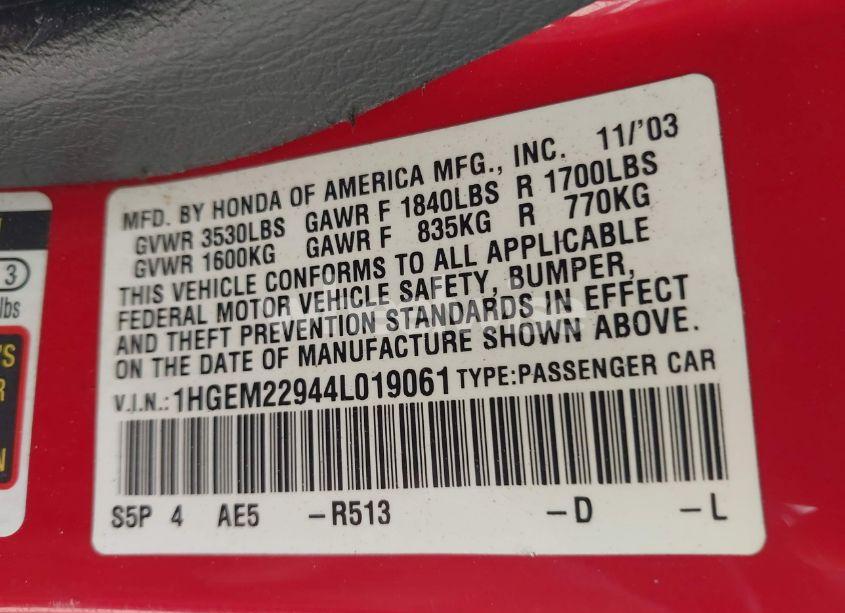 MFD. BY HONDA OF AMERICA MFG., INC. 11/'03
GVWR 3530LBS GAWR F 1840LBS R 1700LBS
GVWR 1600KG GAWR F 835KG R 770KG
THIS VEHICLE CONFORMS TO ALL APPLICABLE
FEDERAL MOTOR VEHICLE SAFETY, BUMPER,
AND THEFT PREVENTION STANDARDS IN EFFECT
ON THE DATE OF MANUFACTURE SHOWN ABOVE.
V.I.N.: 1HGEM22944L019061 TYPE:PASSENGER CAR
S5P 4 AE5 -R513 -D -L
3
lbs
'S
R
N